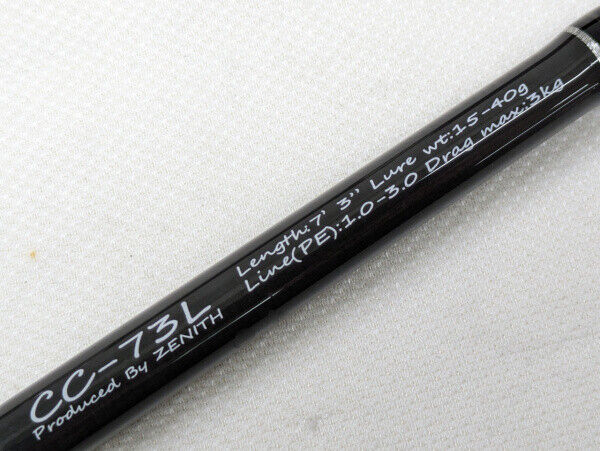 CC-73L
Produced By ZENITH
Length:7' 3'' Lure wt:15-40g
Line(PE):1.0-3.0 Drag max:3kg